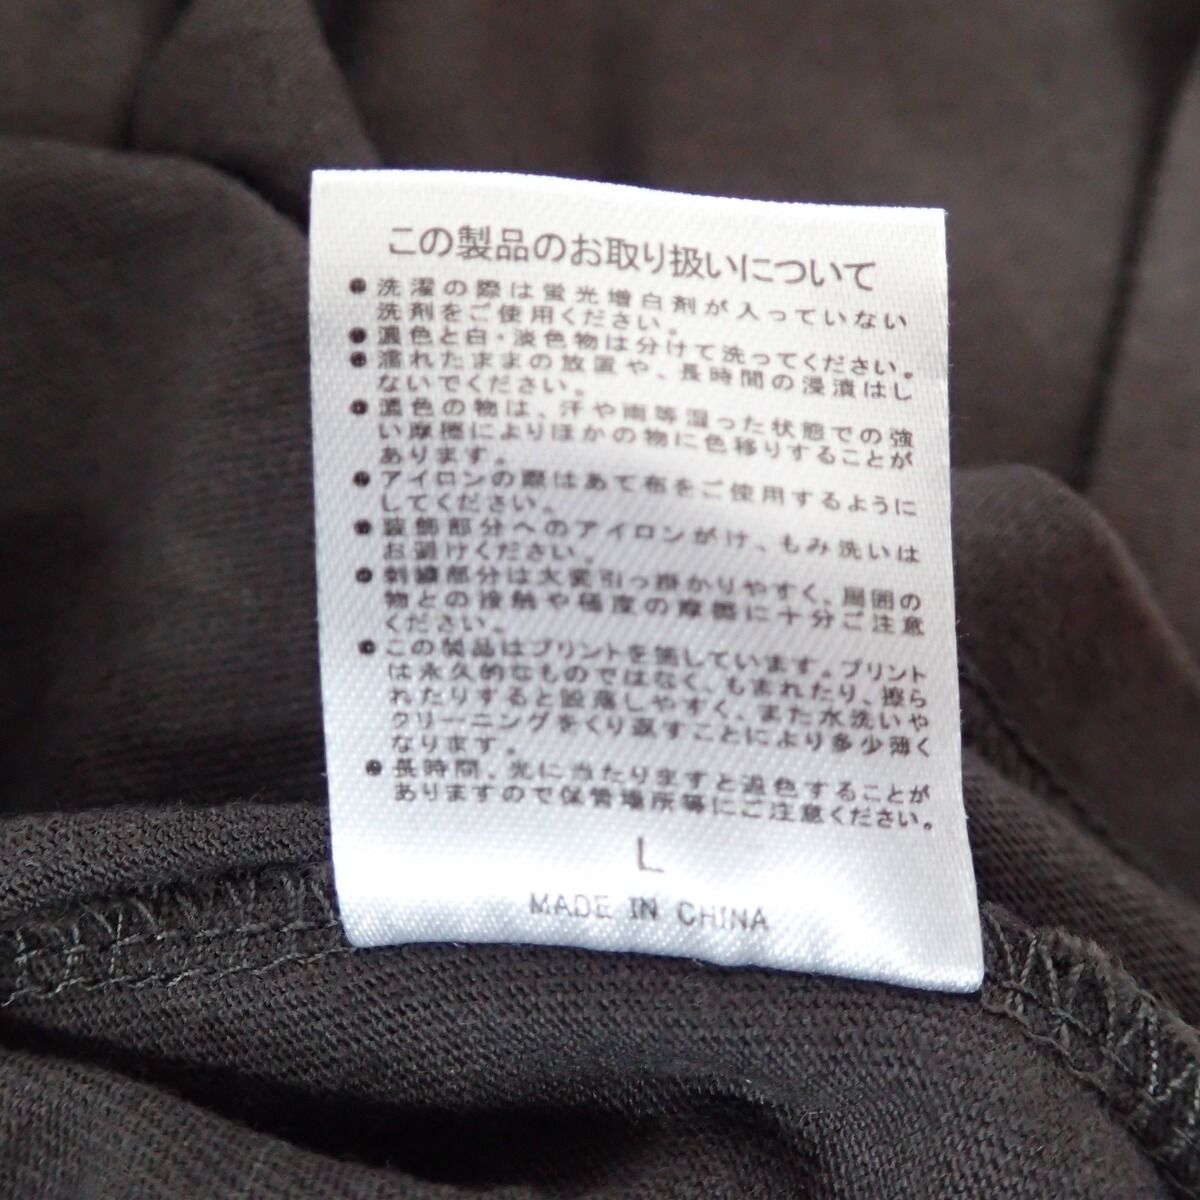 この製品のお取り扱いについて
●洗濯の際は蛍光増白剤が入っていない
洗剤をご使用ください。
●濃色と白・淡色物は分けて洗ってください。
●濡れたままの放置や、長時間の浸漬はし
ないでください。
●濃色の物は、汗や雨等湿った状態での強
い摩擦によりほかの物に色移りすることが
あります。
●アイロンの際はあて布をご使用するように
してください。
●装飾部分へのアイロンがけ、もみ洗いは
お避けください。
●刺繍部分は大変引っ掛かりやすく、周囲の
物との接触や極度の摩擦に十分ご注意
ください。
●この製品はプリントを施しています。プリント
は永久的なものではなく、もまれたり、擦ら
れたりすると脱落しやすく、また水洗いや
クリーニングをくり返すことにより多少薄く
なります。
●長時間、光に当たりますと退色することが
ありますので保管場所等にご注意ください。
L
MADE IN CHINA